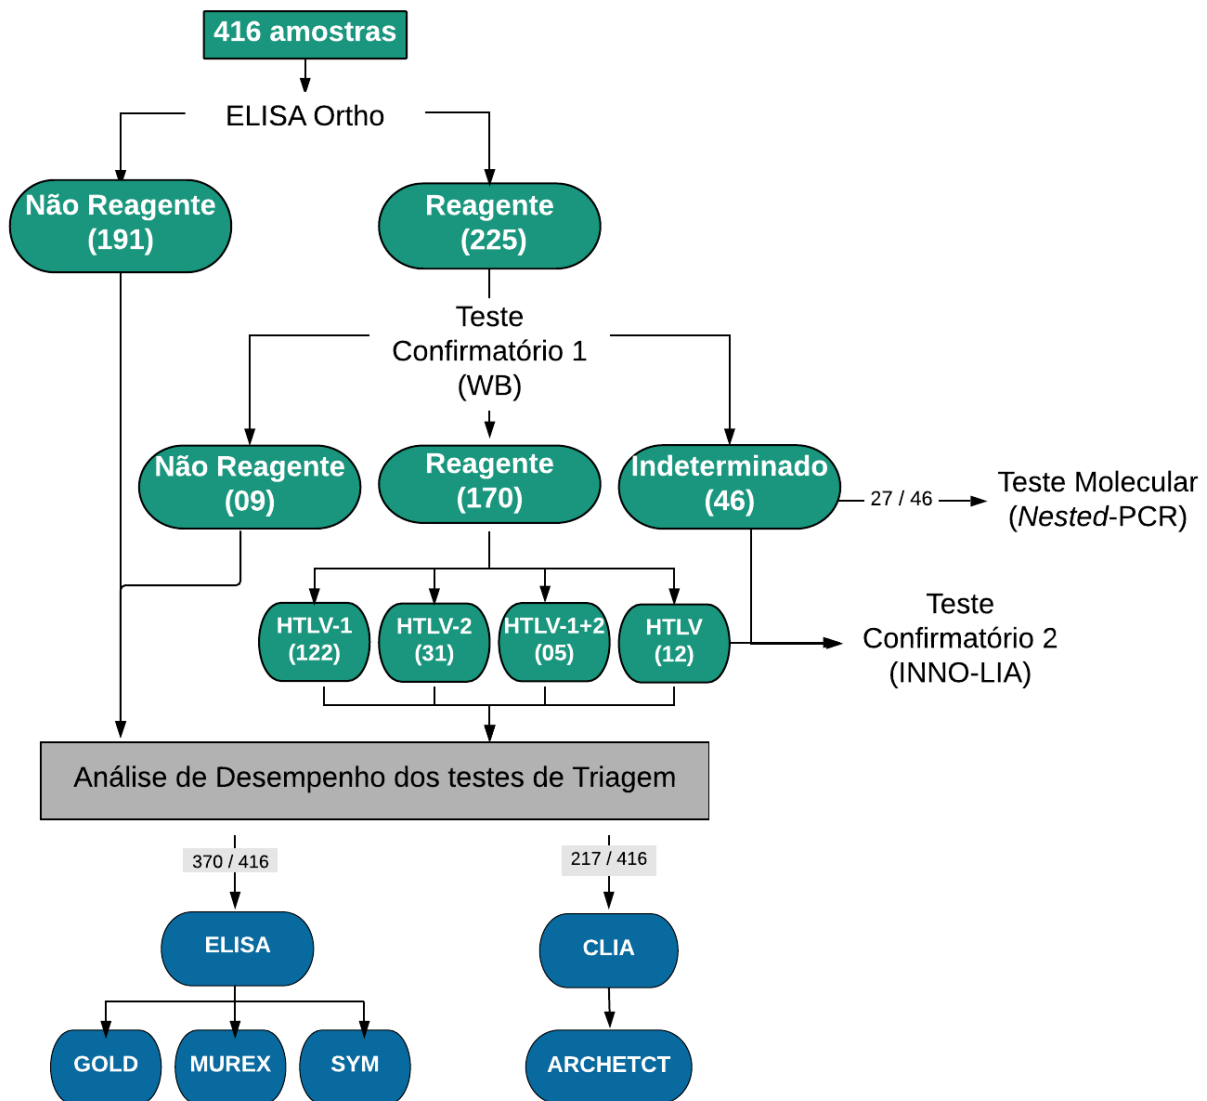 416 amostras
ELISA Ortho
Não Reagente
(191)
Reagente
(225)
Teste
Confirmatório 1
(WB)
Não Reagente
(09)
Reagente
(170)
Indeterminado
(46)
27 / 46
Teste Molecular
(Nested-PCR)
HTLV-1
(122)
HTLV-2
(31)
HTLV-1+2
(05)
HTLV
(12)
Teste
Confirmatório 2
(INNO-LIA)
Análise de Desempenho dos testes de Triagem
370 / 416
217 / 416
ELISA
CLIA
GOLD
MUREX
SYM
ARCHETCT